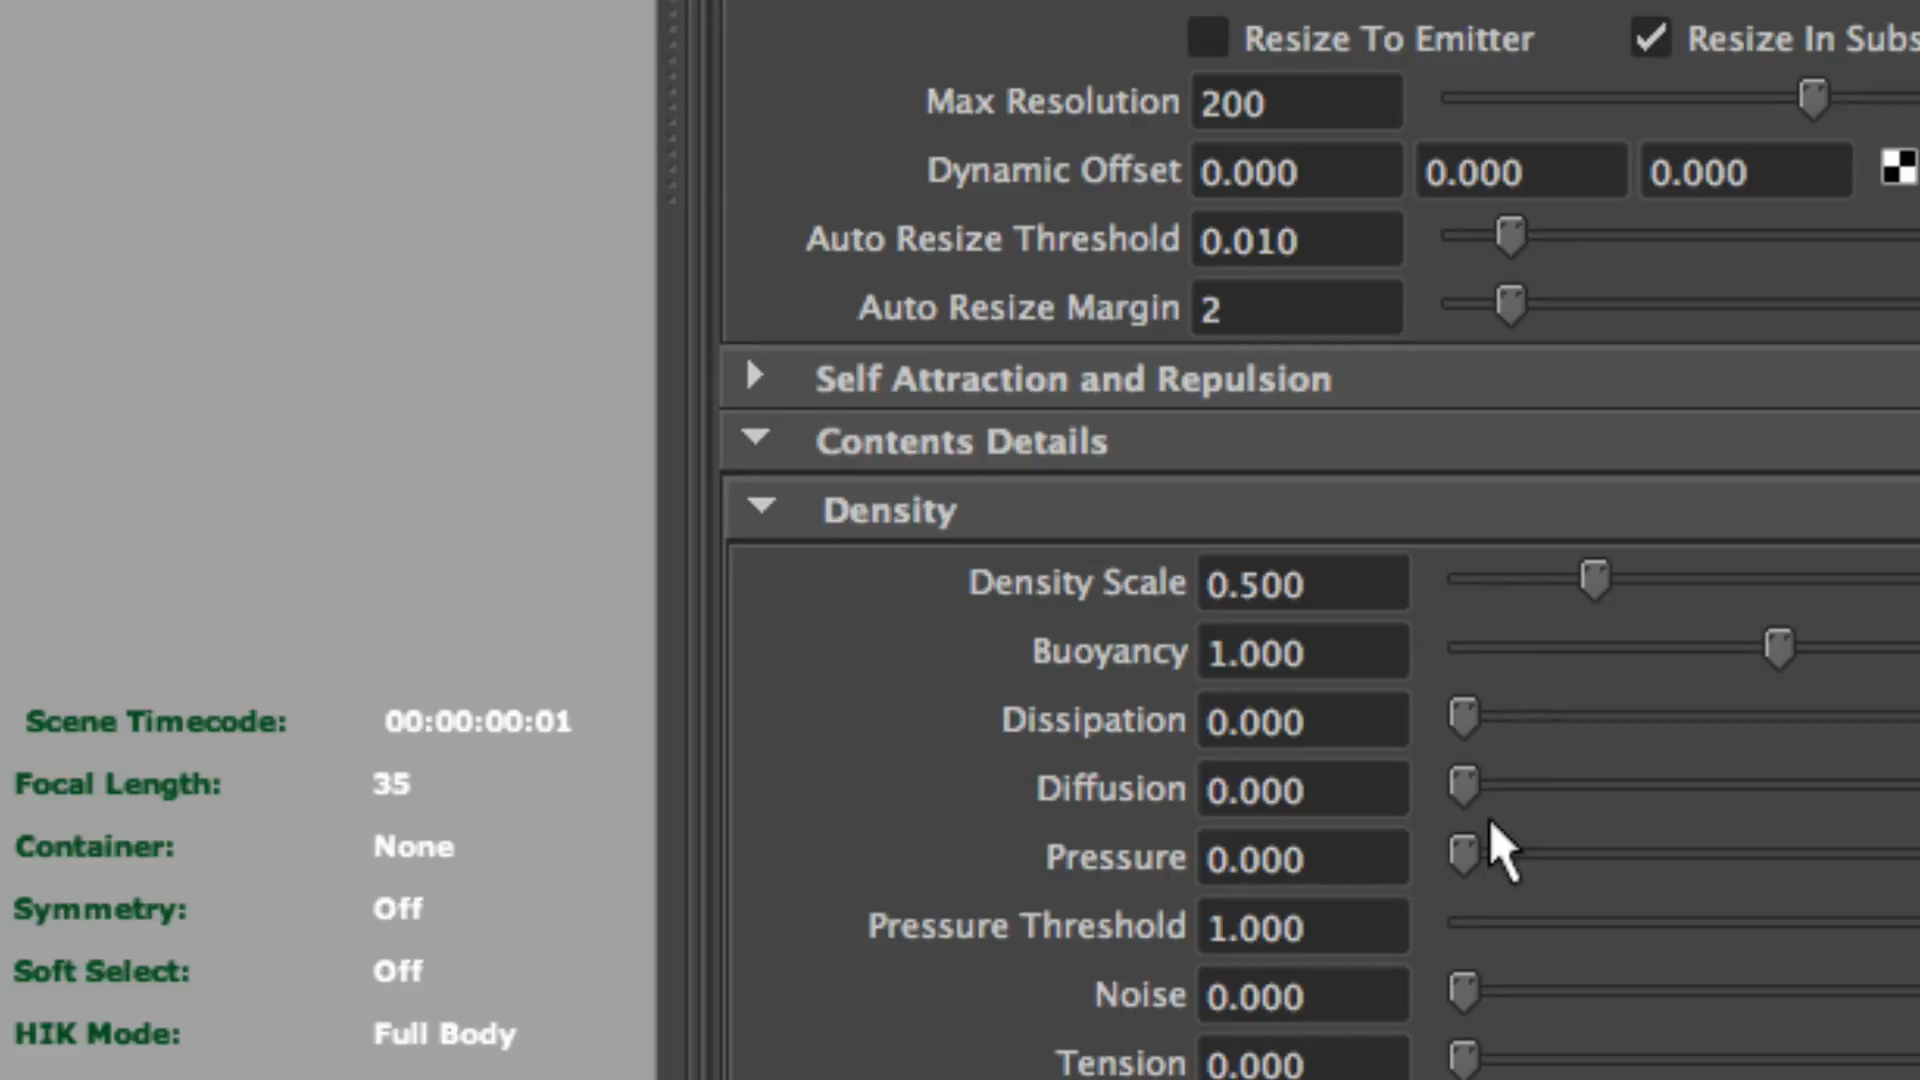 Resize To Emitter Resize In Subs
Max Resolution 200
Dynamic Offset 0.000 0.000 0.000
Auto Resize Threshold 0.010
Auto Resize Margin 2
Self Attraction and Repulsion
Contents Details
Density
Density Scale 0.500
Buoyancy 1.000
Dissipation 0.000
Diffusion 0.000
Pressure 0.000
Pressure Threshold 1.000
Noise 0.000
Tension 0.000
Scene Timecode: 00:00:00:01
Focal Length: 35
Container: None
Symmetry: Off
Soft Select: Off
HIK Mode: Full Body